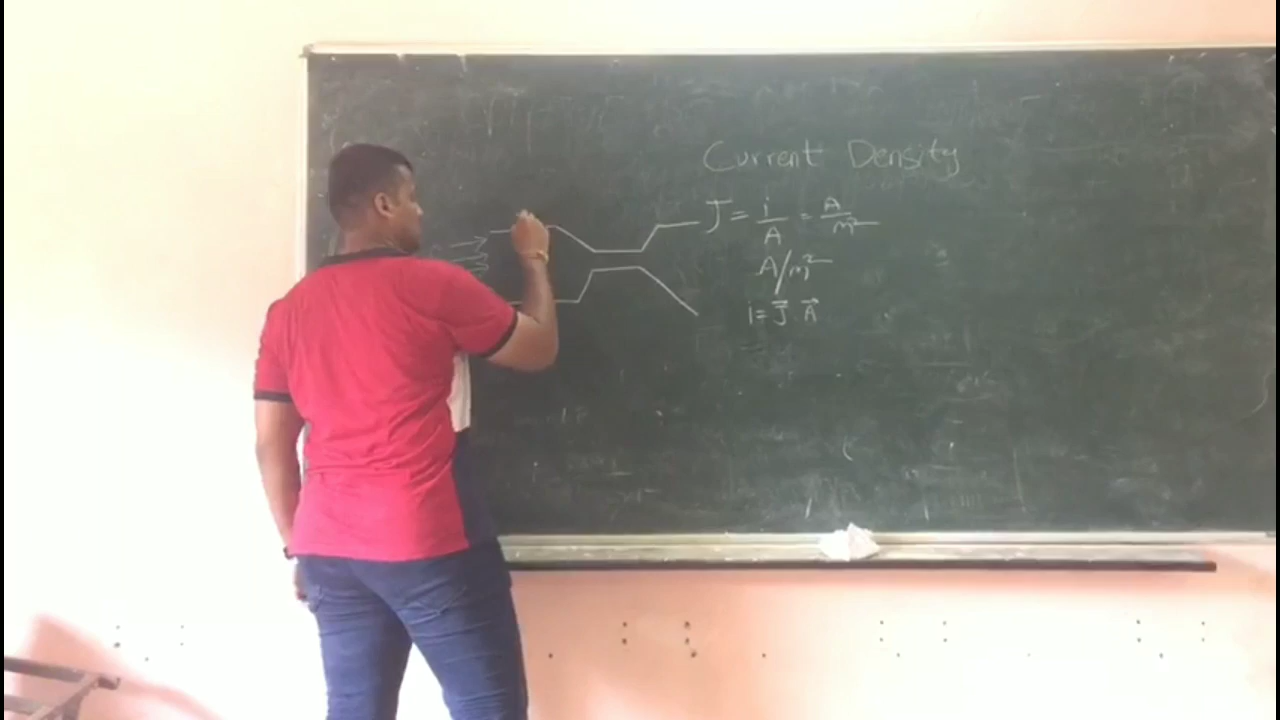 Current Density
J = i/A = A/m²
A/m²
i = J⃗ A⃗